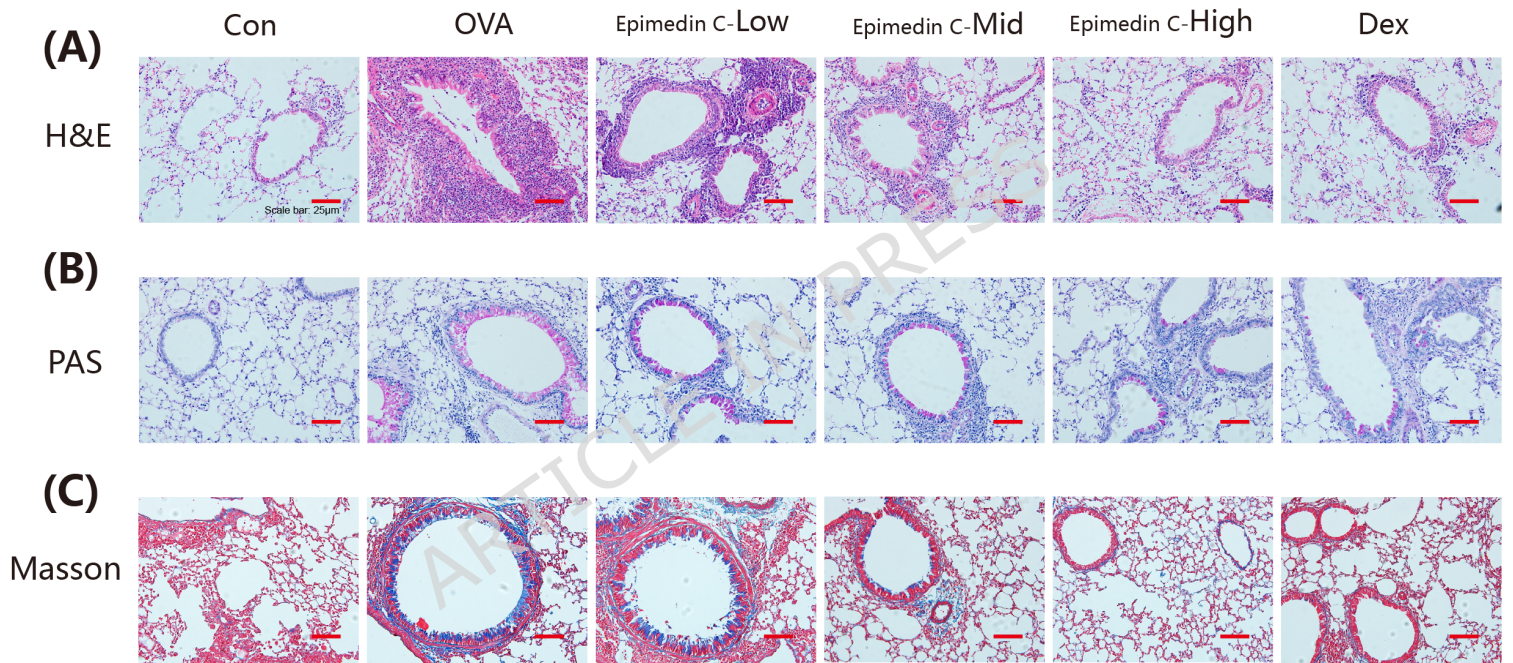 Con OVA Epimedin C-Low Epimedin C-Mid Epimedin C-High Dex
(A)
H&E
Scale bar: 25μm
(B)
PAS
(C)
Masson
ARTICLE IN PRESS